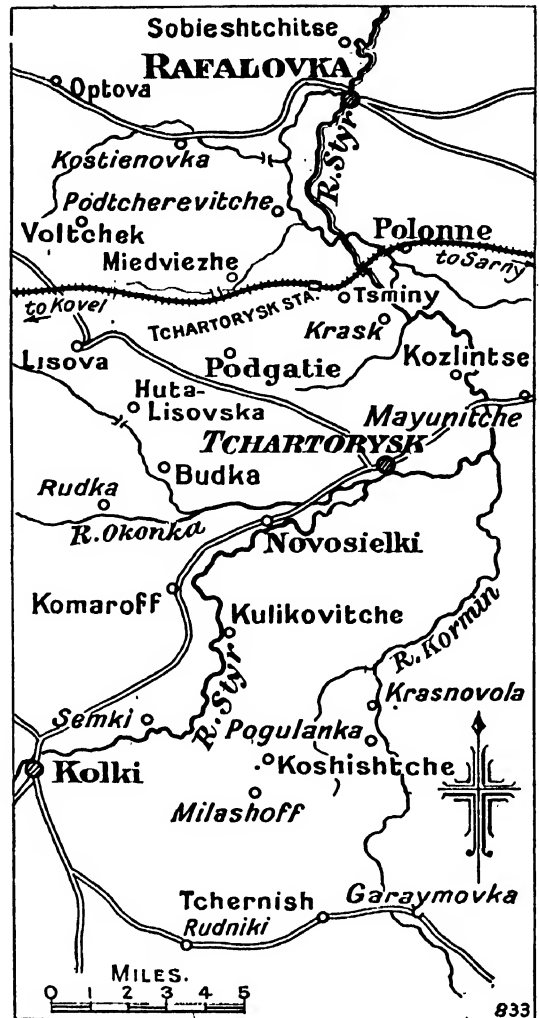 Sobieshtchitse
RAFALOVKA
Optova
R. Styr
Kostienovka
Podtcherevitche
Voltchek
Polonne
Miedviezhe
to Sarny
to Kovel
TCHARTORYSK STA.
Tsminy
Krask
Lisova
Podgatie
Kozlintse
Huta-
Lisovska
Mayunitche
TCHARTORYSK
Budka
Rudka
R. Okonka
Novosielki
Komaroff
Kulikovitche
R. Kormin
R. Styr
Krasnovola
Semki
Pogulanka
Koshishtche
Kolki
Milashoff
Tchernish
Garaymovka
Rudniki
MILES.
0 1 2 3 4 5
833